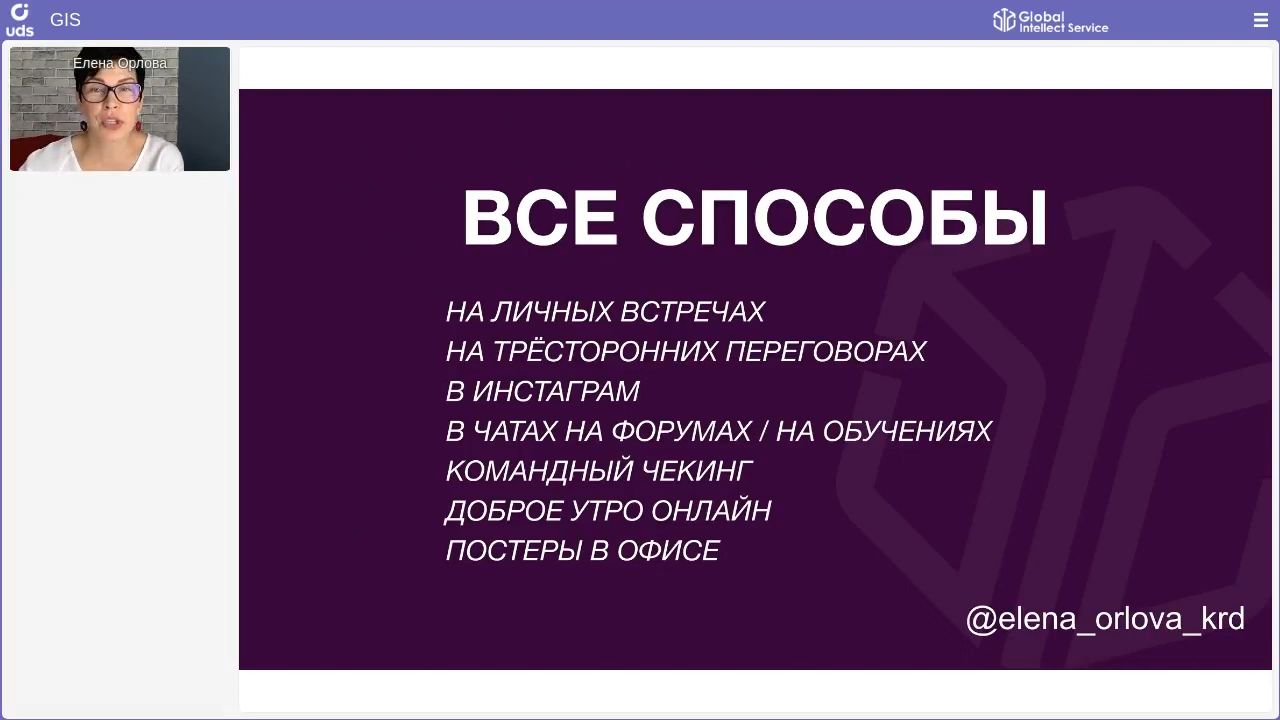 uds
GIS
Global
Intellect Service
Елена Орлова
ВСЕ СПОСОБЫ
НА ЛИЧНЫХ ВСТРЕЧАХ
НА ТРЁСТОРОННИХ ПЕРЕГОВОРАХ
В ИНСТАГРАМ
В ЧАТАХ НА ФОРУМАХ / НА ОБУЧЕНИЯХ
КОМАНДНЫЙ ЧЕКИНГ
ДОБРОЕ УТРО ОНЛАЙН
ПОСТЕРЫ В ОФИСЕ
@elena_orlova_krd